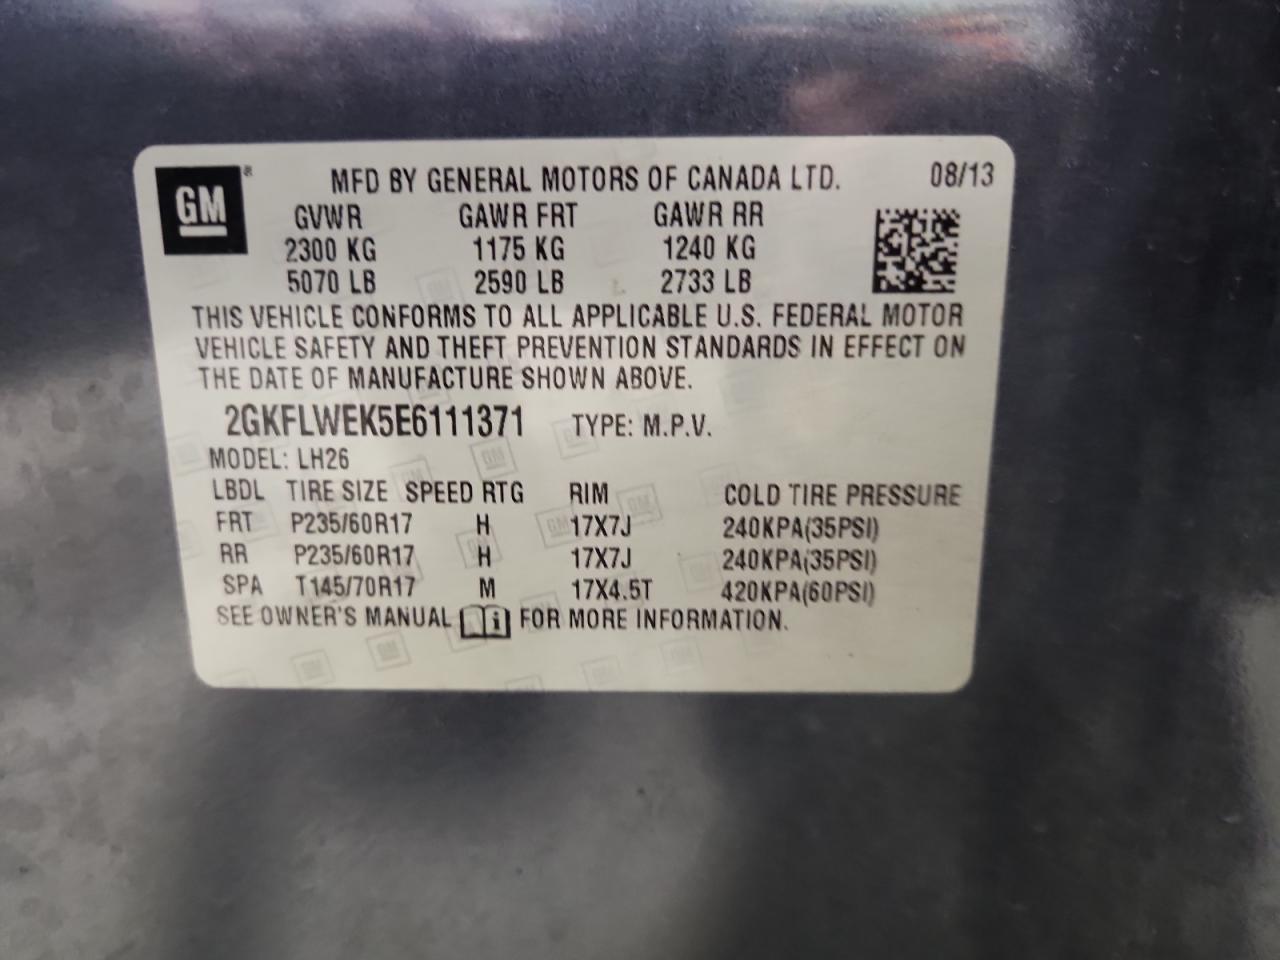 GM ®
MFD BY GENERAL MOTORS OF CANADA LTD. 08/13
GVWR GAWR FRT GAWR RR
2300 KG 1175 KG 1240 KG
5070 LB 2590 LB 2733 LB
THIS VEHICLE CONFORMS TO ALL APPLICABLE U.S. FEDERAL MOTOR
VEHICLE SAFETY AND THEFT PREVENTION STANDARDS IN EFFECT ON
THE DATE OF MANUFACTURE SHOWN ABOVE.
2GKFLWEK5E6111371 TYPE: M.P.V.
MODEL: LH26
LBDL TIRE SIZE SPEED RTG RIM COLD TIRE PRESSURE
FRT P235/60R17 H 17X7J 240KPA(35PSI)
RR P235/60R17 H 17X7J 240KPA(35PSI)
SPA T145/70R17 M 17X4.5T 420KPA(60PSI)
SEE OWNER'S MANUAL i FOR MORE INFORMATION.